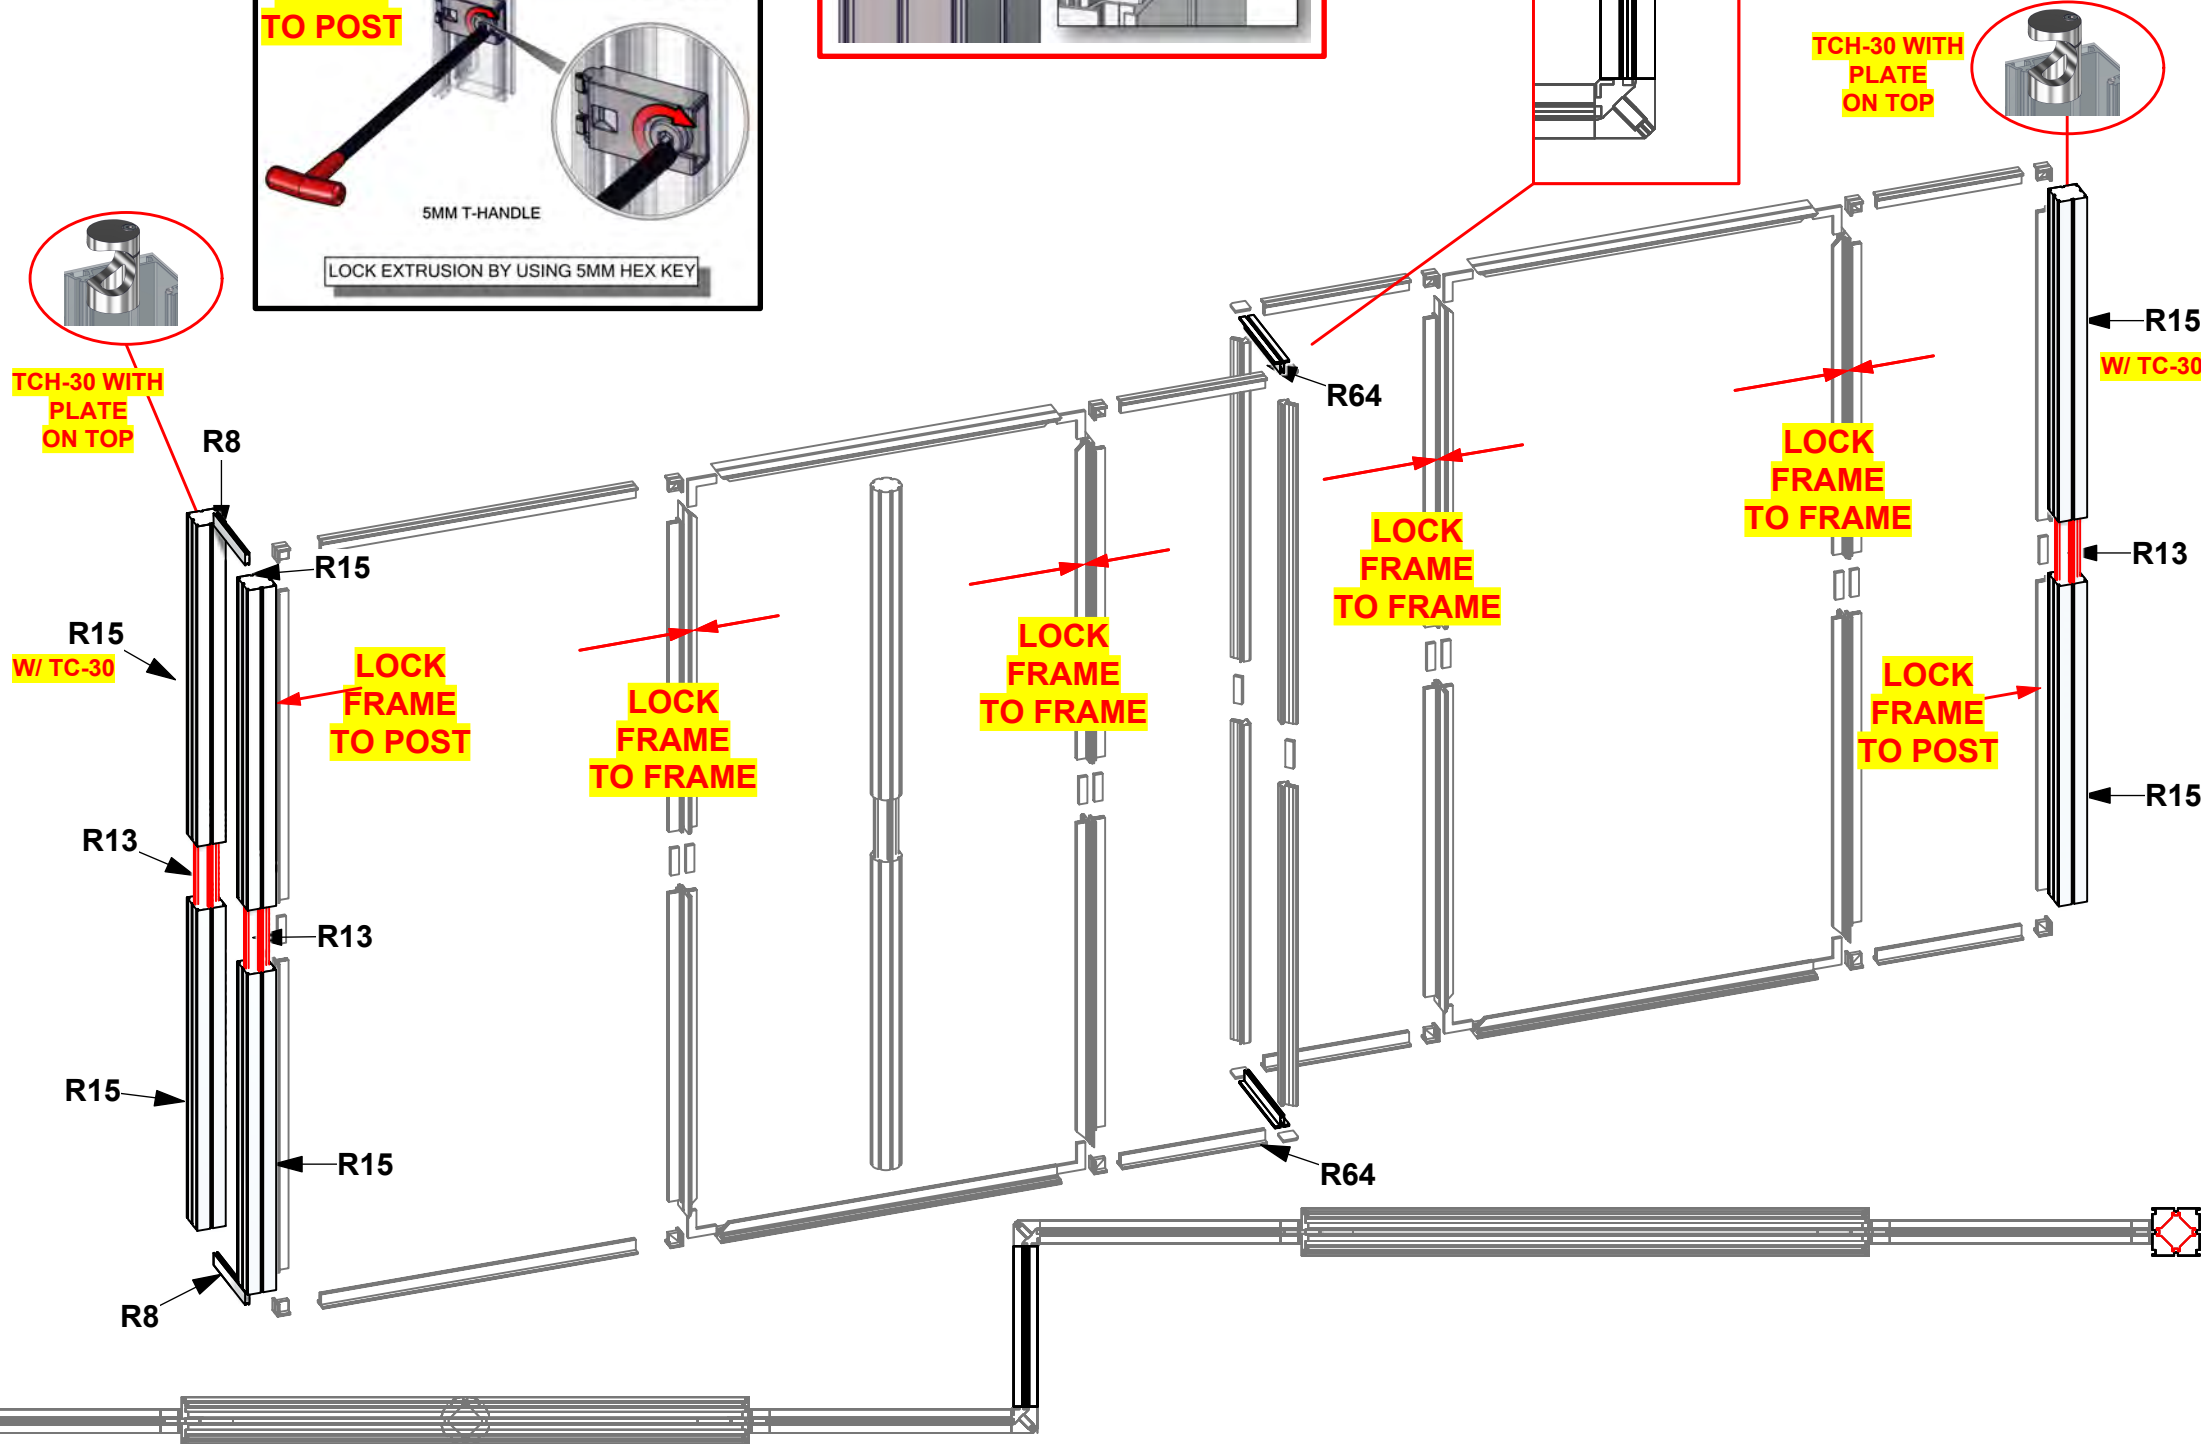 TO POST
5MM T-HANDLE
LOCK EXTRUSION BY USING 5MM HEX KEY
TCH-30 WITH
PLATE
ON TOP
TCH-30 WITH
PLATE
ON TOP
R8
R15
R15
W/ TC-30
R13
R13
R15
R15
R8
LOCK
FRAME
TO POST
LOCK
FRAME
TO FRAME
LOCK
FRAME
TO FRAME
R64
R64
LOCK
FRAME
TO FRAME
LOCK
FRAME
TO FRAME
LOCK
FRAME
TO POST
R15
W/ TC-30
R13
R15